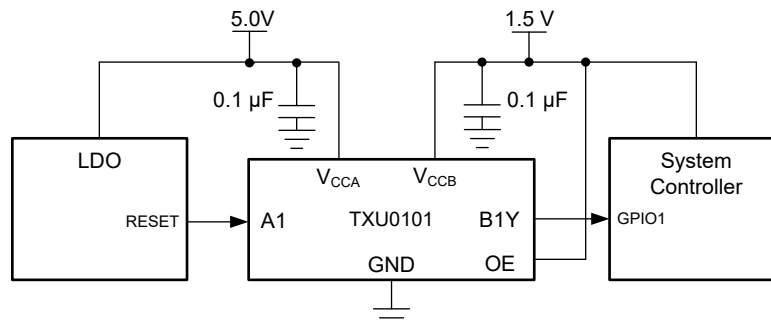 5.0V
1.5 V
0.1 µF
0.1 µF
LDO
VCCA
VCCB
System
Controller
RESET
A1
TXU0101
B1Y
GPIO1
GND
OE